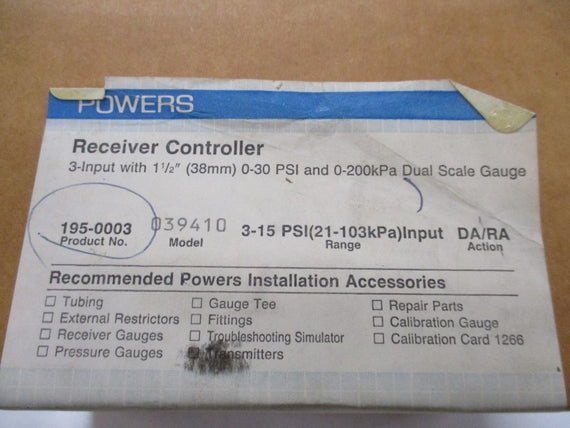 POWERS
Receiver Controller
3-Input with 1½" (38mm) 0-30 PSI and 0-200kPa Dual Scale Gauge
195-0003 039410 3-15 PSI(21-103kPa)Input DA/RA
Product No. Model Range Action
Recommended Powers Installation Accessories
☐ Tubing ☐ Gauge Tee ☐ Repair Parts
☐ External Restrictors ☐ Fittings ☐ Calibration Gauge
☐ Receiver Gauges ☐ Troubleshooting Simulator ☐ Calibration Card 1266
☐ Pressure Gauges ☐ Transmitters